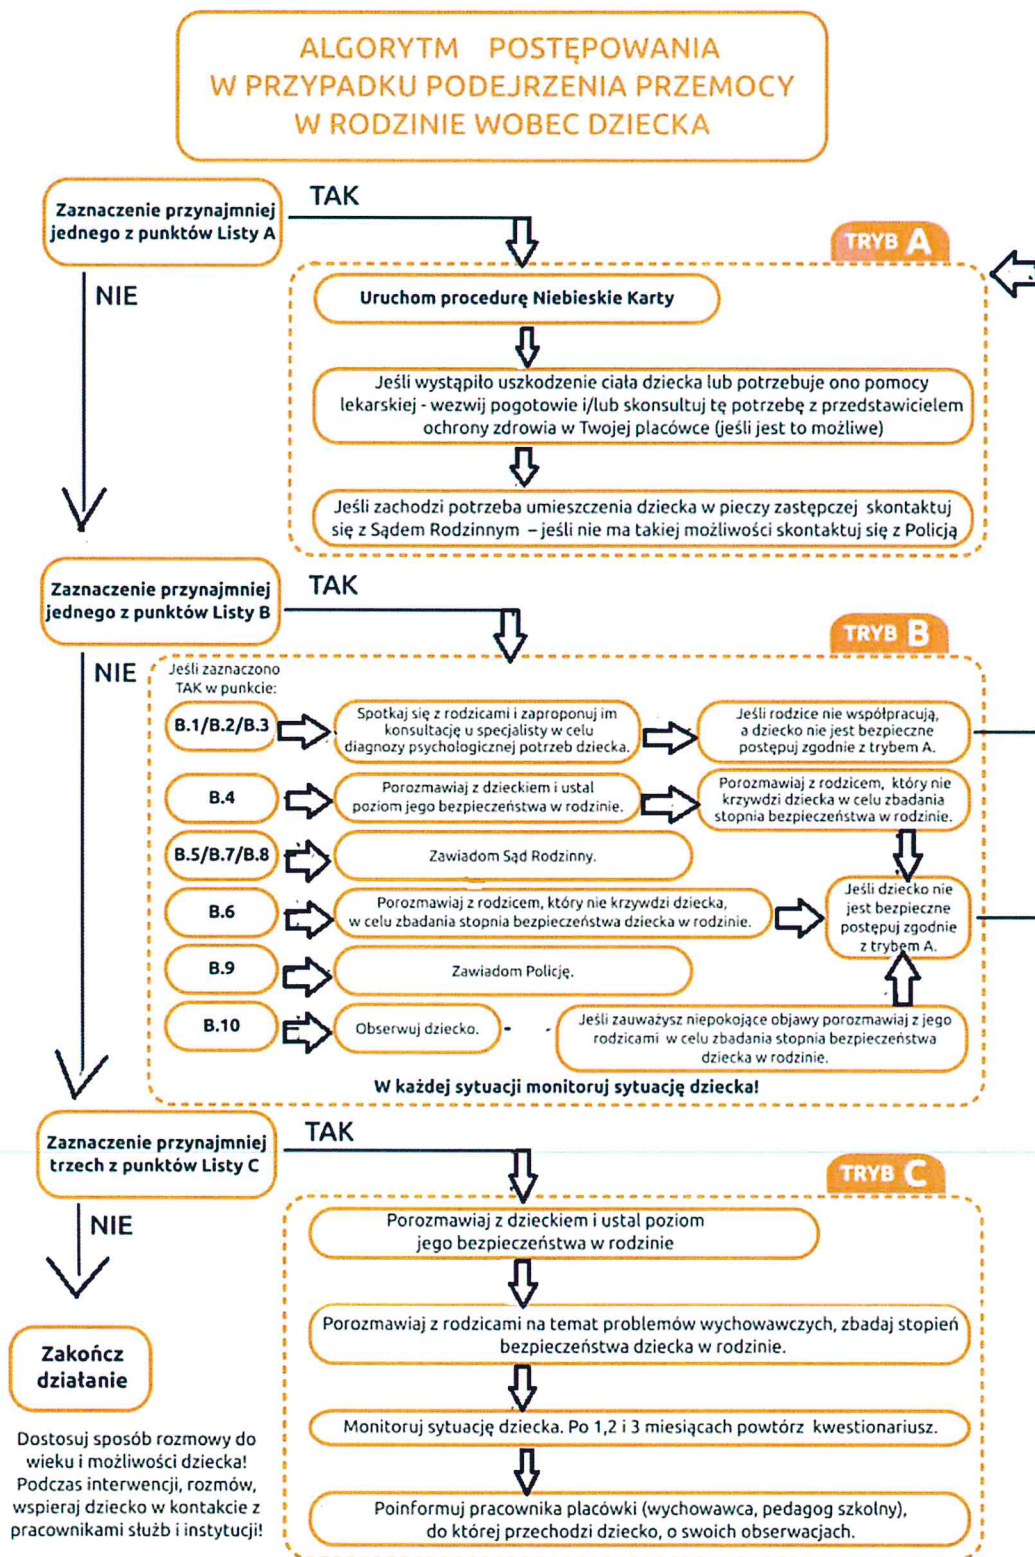 ALGORYTM POSTĘPOWANIA
W PRZYPADKU PODEJRZENIA PRZEMOCY
W RODZINIE WOBEC DZIECKA
Zaznaczenie przynajmniej
jednego z punktów Listy A
TAK
NIE
TRYB A
Uruchom procedurę Niebieskie Karty
Jeśli wystąpiło uszkodzenie ciała dziecka lub potrzebuje ono pomocy
lekarskiej - wezwij pogotowie i/lub skonsultuj tę potrzebę z przedstawicielem
ochrony zdrowia w Twojej placówce (jeśli jest to możliwe)
Jeśli zachodzi potrzeba umieszczenia dziecka w pieczy zastępczej skontaktuj
się z Sądem Rodzinnym – jeśli nie ma takiej możliwości skontaktuj się z Policją
Zaznaczenie przynajmniej
jednego z punktów Listy B
TAK
NIE
TRYB B
Jeśli zaznaczono
TAK w punkcie:
B.1/B.2/B.3
Spotkaj się z rodzicami i zaproponuj im
konsultację u specjalisty w celu
diagnozy psychologicznej potrzeb dziecka.
Jeśli rodzice nie współpracują,
a dziecko nie jest bezpieczne
postępuj zgodnie z trybem A.
B.4
Porozmawiaj z dzieckiem i ustal
poziom jego bezpieczeństwa w rodzinie.
Porozmawiaj z rodzicem, który nie
krzywdzi dziecka w celu zbadania
stopnia bezpieczeństwa w rodzinie.
B.5/B.7/B.8
Zawiadom Sąd Rodzinny.
B.6
Porozmawiaj z rodzicem, który nie krzywdzi dziecka,
w celu zbadania stopnia bezpieczeństwa dziecka w rodzinie.
Jeśli dziecko nie
jest bezpieczne
postępuj zgodnie
z trybem A.
B.9
Zawiadom Policję.
B.10
Obserwuj dziecko.
Jeśli zauważysz niepokojące objawy porozmawiaj z jego
rodzicami w celu zbadania stopnia bezpieczeństwa
dziecka w rodzinie.
W każdej sytuacji monitoruj sytuację dziecka!
Zaznaczenie przynajmniej
trzech z punktów Listy C
TAK
NIE
TRYB C
Porozmawiaj z dzieckiem i ustal poziom
jego bezpieczeństwa w rodzinie
Porozmawiaj z rodzicami na temat problemów wychowawczych, zbadaj stopień
bezpieczeństwa dziecka w rodzinie.
Monitoruj sytuację dziecka. Po 1,2 i 3 miesiącach powtórz kwestionariusz.
Poinformuj pracownika placówki (wychowawca, pedagog szkolny),
do której przechodzi dziecko, o swoich obserwacjach.
Zakończ
działanie
Dostosuj sposób rozmowy do
wieku i możliwości dziecka!
Podczas interwencji, rozmów,
wspieraj dziecko w kontakcie z
pracownikami służb i instytucji!